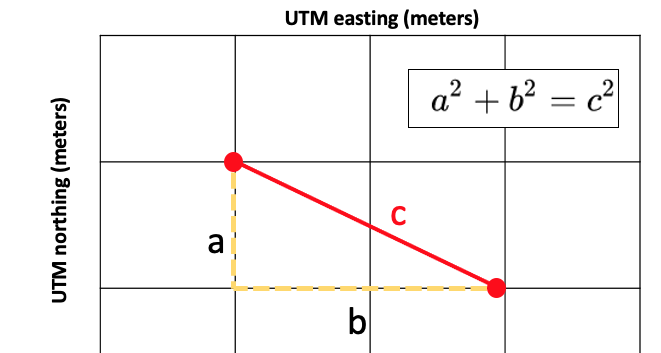 UTM easting (meters)
a² + b² = c²
UTM northing (meters)
c
a
b